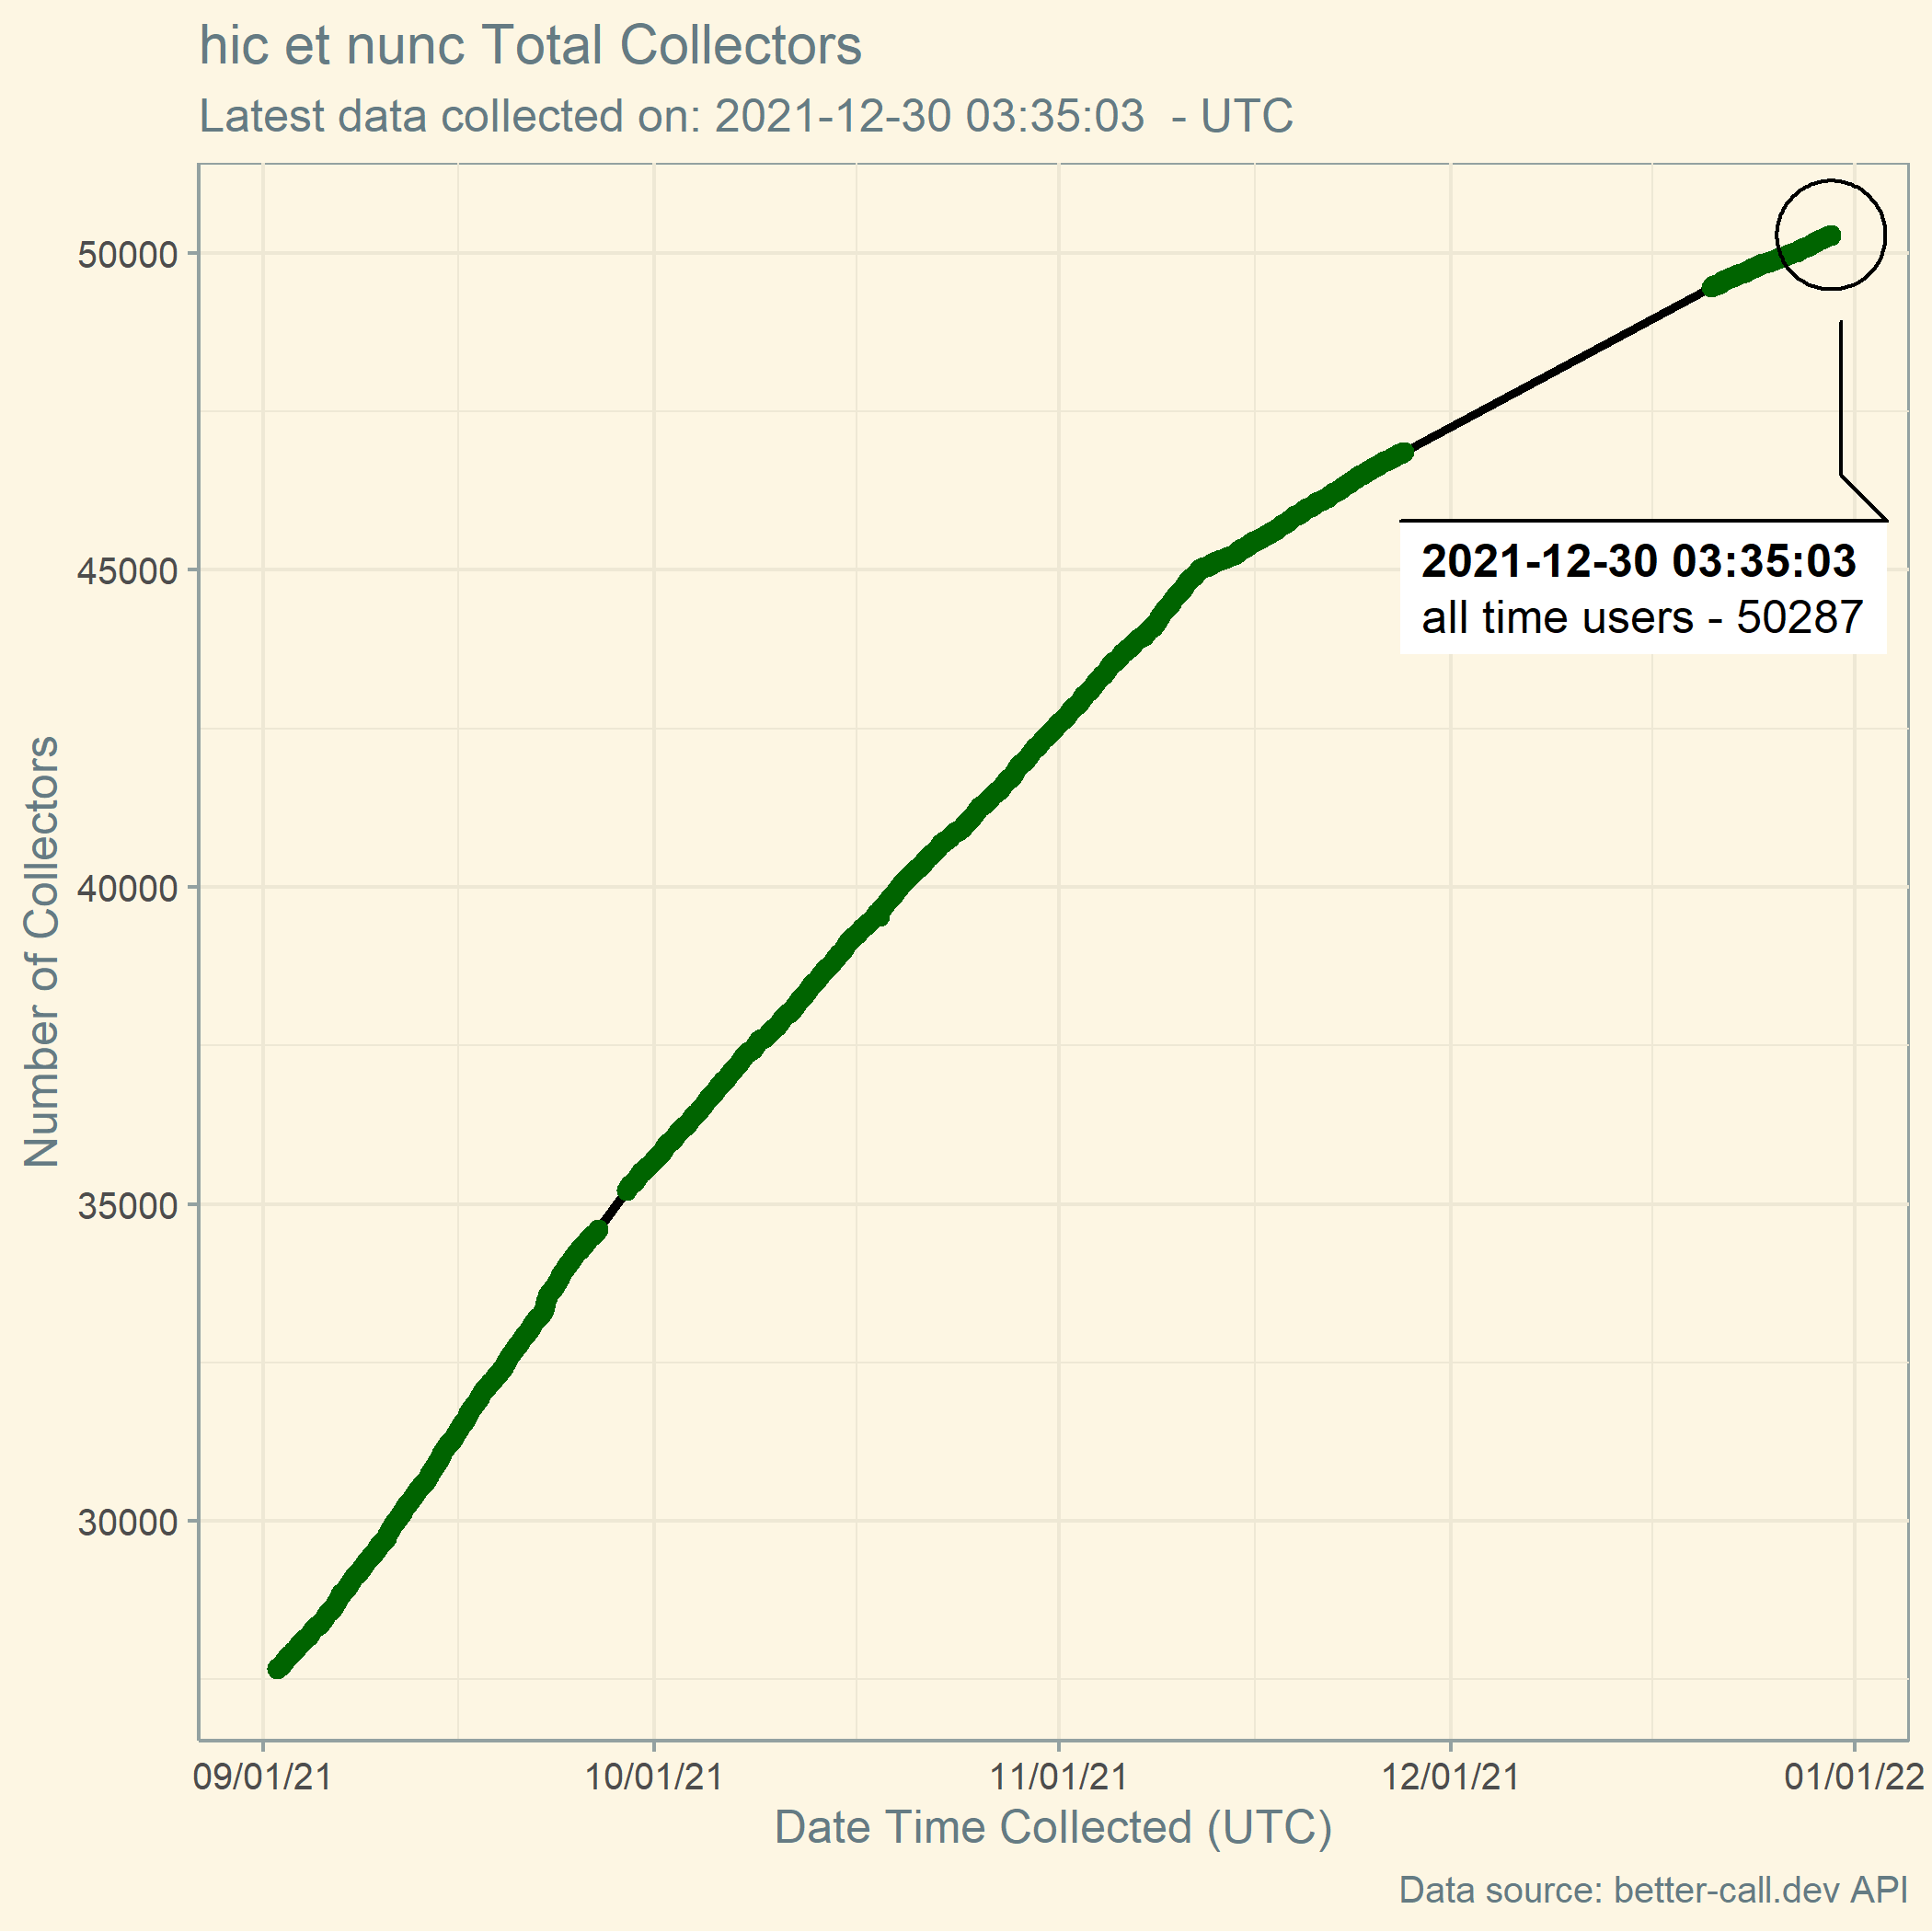 hic et nunc Total Collectors
Latest data collected on: 2021-12-30 03:35:03 - UTC
50000
45000
40000
35000
30000
Number of Collectors
2021-12-30 03:35:03
all time users - 50287
09/01/21
10/01/21
11/01/21
12/01/21
01/01/22
Date Time Collected (UTC)
Data source: better-call.dev API